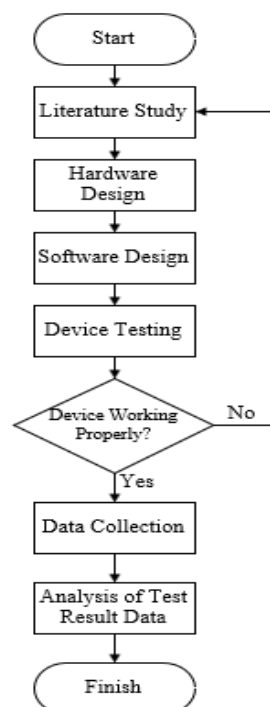 Start
Literature Study
Hardware
Design
Software Design
Device Testing
Device Working
Properly?
No
Yes
Data Collection
Analysis of Test
Result Data
Finish